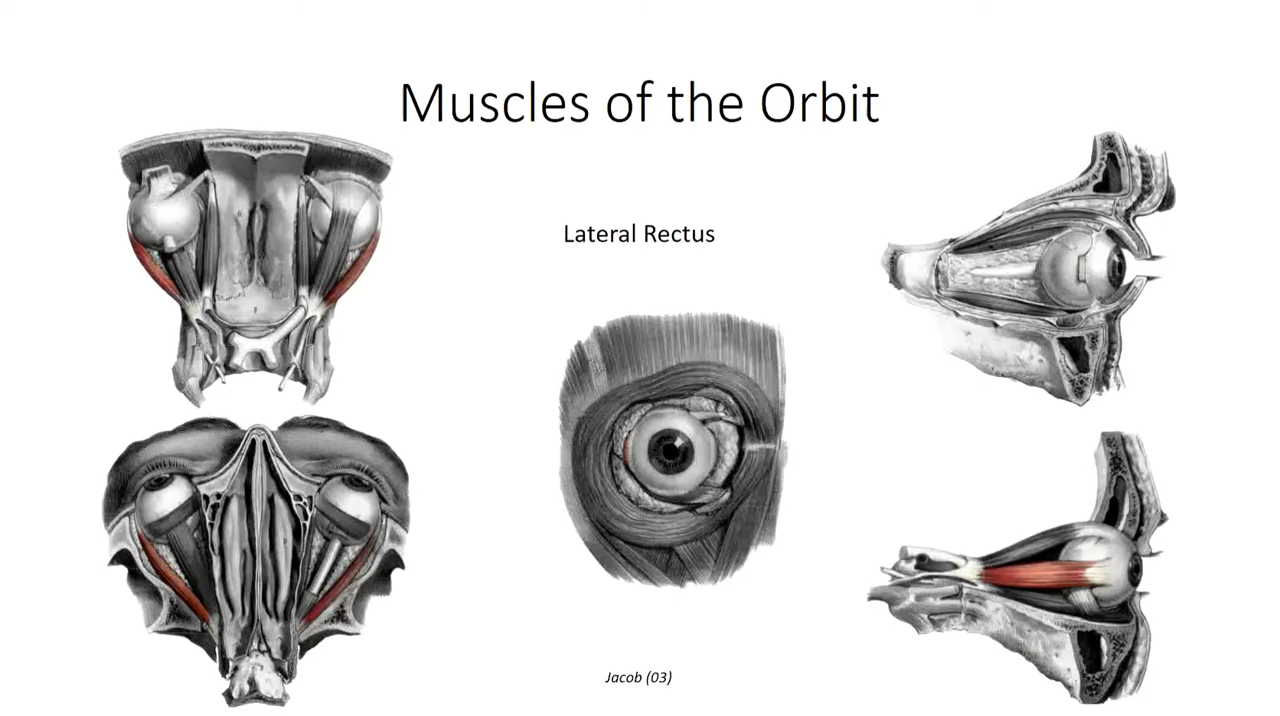 Muscles of the Orbit
Lateral Rectus
Jacob (03)